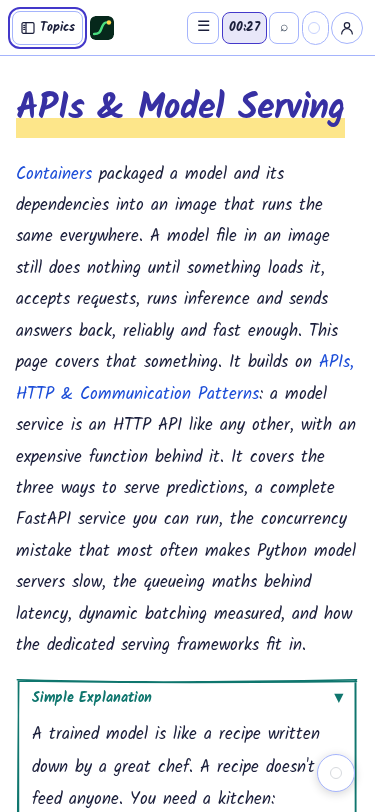 Topics
00:27
APIs & Model Serving
Containers packaged a model and its
dependencies into an image that runs the
same everywhere. A model file in an image
still does nothing until something loads it,
accepts requests, runs inference and sends
answers back, reliably and fast enough. This
page covers that something. It builds on APIs,
HTTP & Communication Patterns: a model
service is an HTTP API like any other, with an
expensive function behind it. It covers the
three ways to serve predictions, a complete
FastAPI service you can run, the concurrency
mistake that most often makes Python model
servers slow, the queueing maths behind
latency, dynamic batching measured, and how
the dedicated serving frameworks fit in.
Simple Explanation
A trained model is like a recipe written
down by a great chef. A recipe doesn't
feed anyone. You need a kitchen: